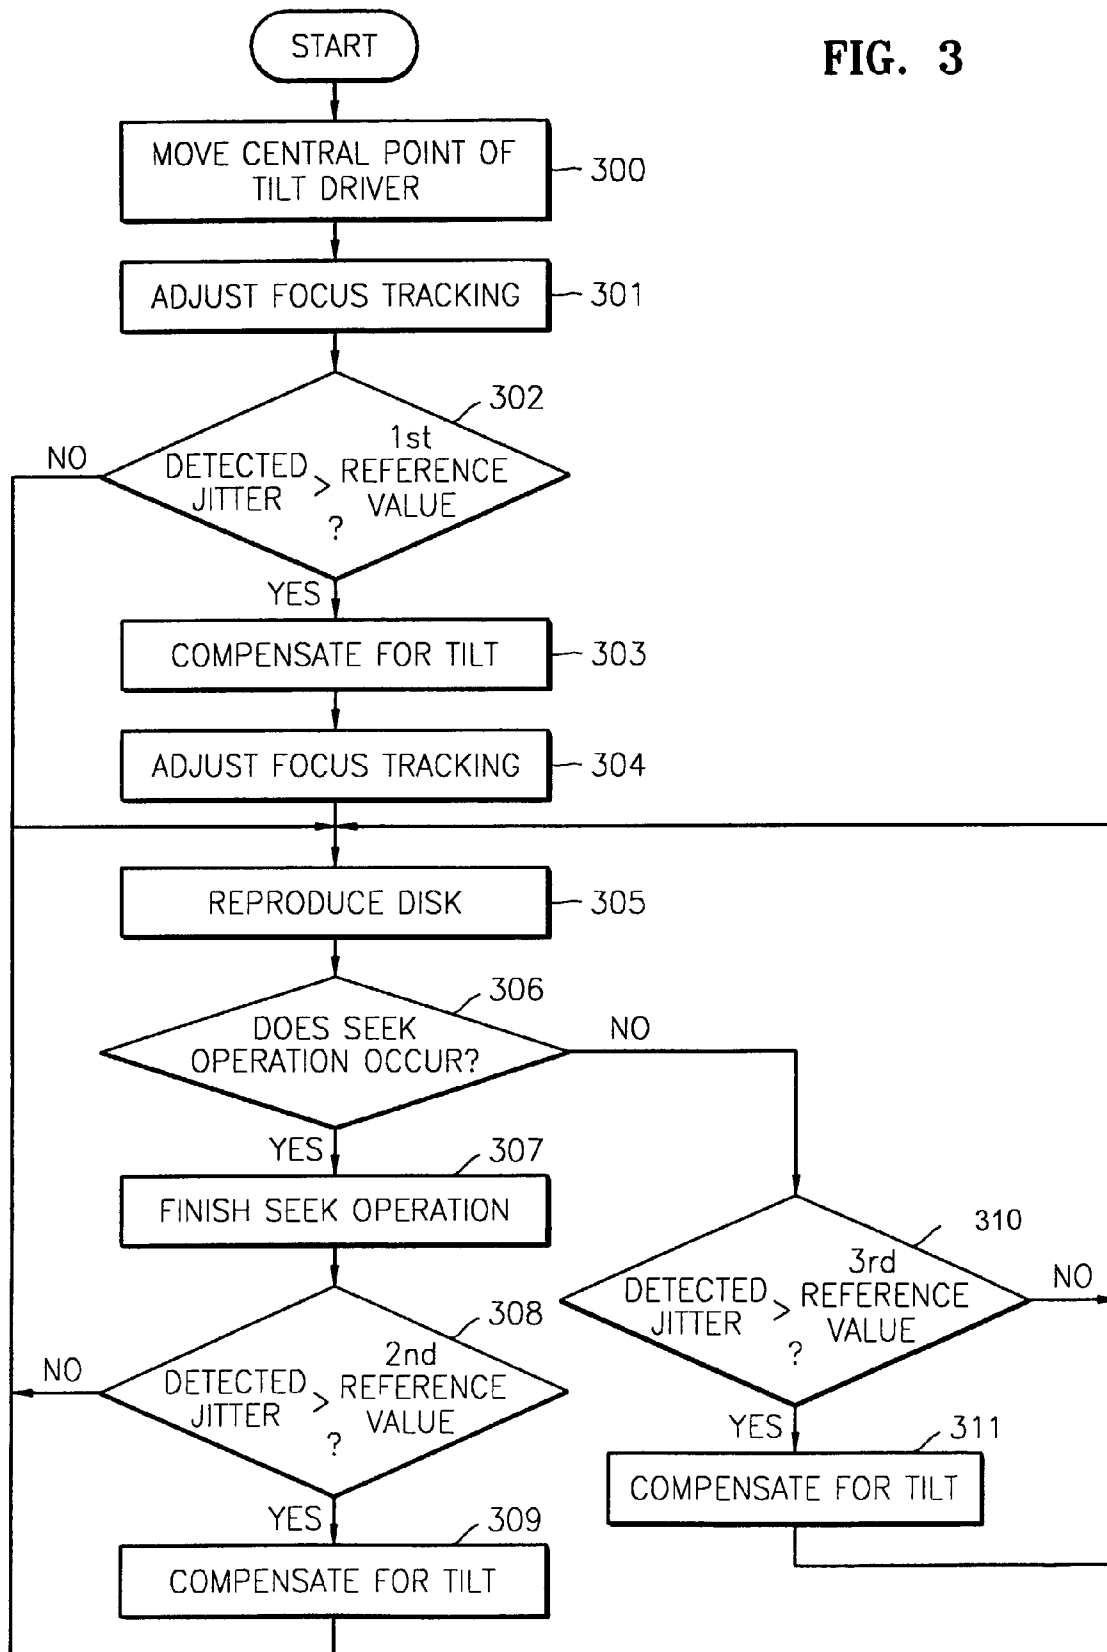 START
FIG. 3
MOVE CENTRAL POINT OF
TILT DRIVER
300
ADJUST FOCUS TRACKING
301
302
NO
DETECTED
JITTER
>
1st
REFERENCE
VALUE
?
YES
COMPENSATE FOR TILT
303
ADJUST FOCUS TRACKING
304
REPRODUCE DISK
305
306
DOES SEEK
OPERATION OCCUR?
NO
YES
307
FINISH SEEK OPERATION
308
NO
DETECTED
JITTER
>
2nd
REFERENCE
VALUE
?
YES
309
COMPENSATE FOR TILT
310
DETECTED
JITTER
>
3rd
REFERENCE
VALUE
?
NO
YES
311
COMPENSATE FOR TILT